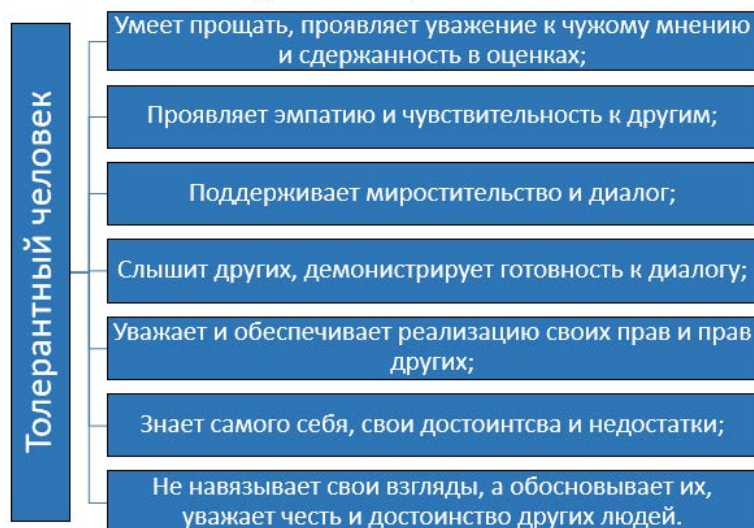 Толерантный человек
Умеет прощать, проявляет уважение к чужому мнению
и сдержанность в оценках;
Проявляет эмпатию и чувствительность к другим;
Поддерживает миростительство и диалог;
Слышит других, демонистрирует готовность к диалогу;
Уважает и обеспечивает реализацию своих прав и прав
других;
Знает самого себя, свои достоинтсва и недостатки;
Не навязывает свои взгляды, а обосновывает их,
уважает честь и достоинство других людей.